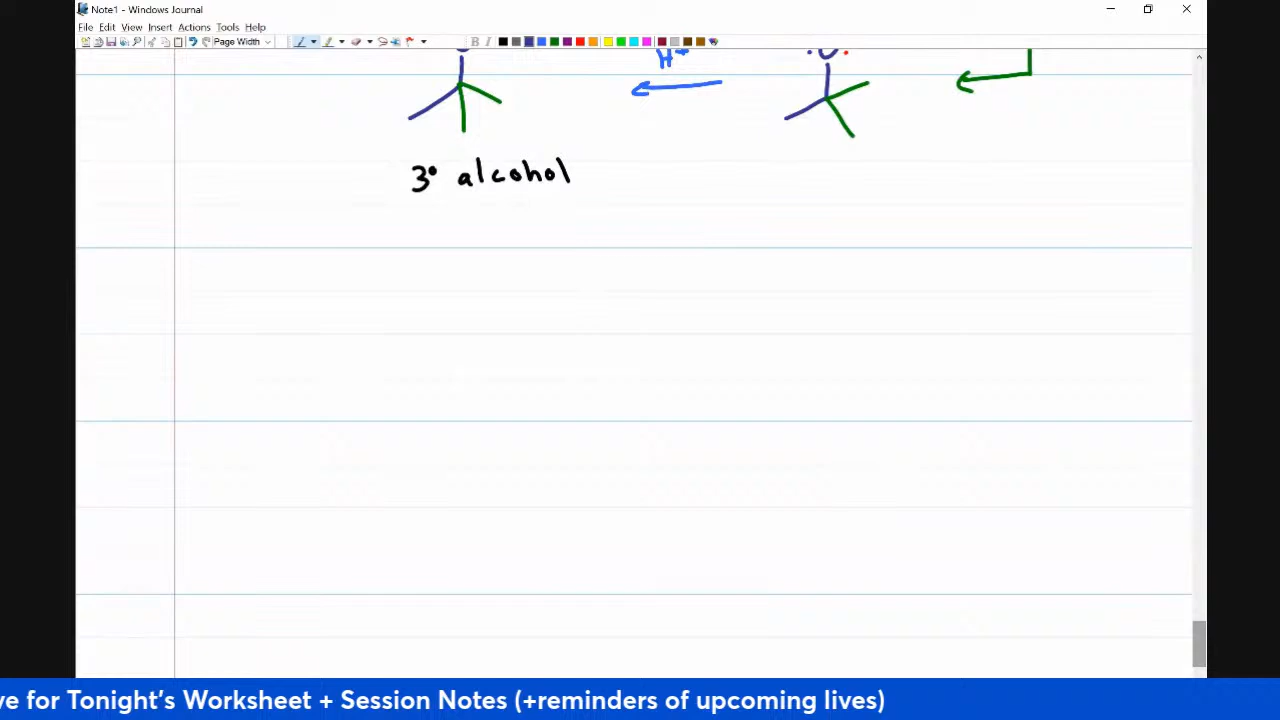 Note1 - Windows Journal
File Edit View Insert Actions Tools Help
Page Width B I
H+
3° alcohol
ve for Tonight's Worksheet + Session Notes (+reminders of upcoming lives)